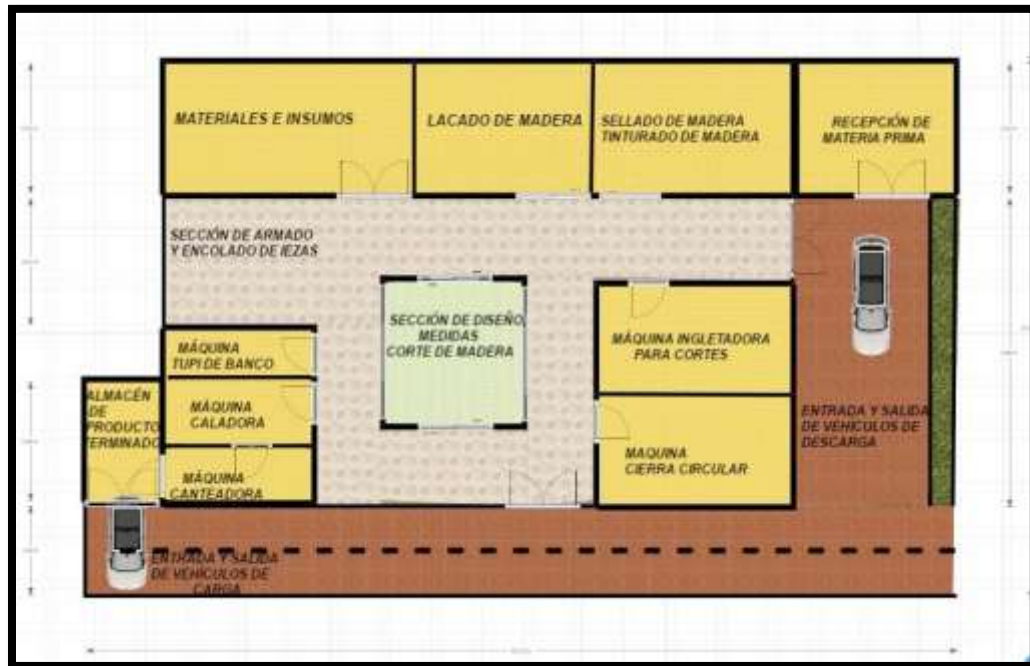 MATERIALES E INSUMOS
LACADO DE MADERA
SELLADO DE MADERA
TINTURADO DE MADERA
RECEPCIÓN DE
MATERIA PRIMA
SECCIÓN DE ARMADO
Y ENCOLADO DE IEZAS
SECCIÓN DE DISEÑO
MEDIDAS
CORTE DE MADERA
MÁQUINA
TUPI DE BANCO
MÁQUINA INGLETADORA
PARA CORTES
ALMACÉN
DE
PRODUCTO
TERMINADO
MÁQUINA
CALADORA
ENTRADA Y SALIDA
DE VEHÍCULOS DE
DESCARGA
MAQUINA
CIERRA CIRCULAR
MÁQUINA
CANTEADORA
ENTRADA Y SALIDA
DE VEHÍCULOS DE
CARGA